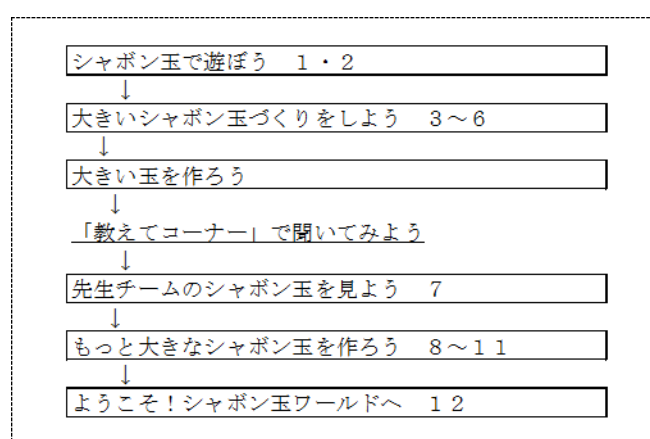 シャボン玉で遊ぼう　１・２
↓
大きいシャボン玉づくりをしよう　３～６
↓
大きい玉を作ろう
↓
「教えてコーナー」で聞いてみよう
↓
先生チームのシャボン玉を見よう　７
↓
もっと大きなシャボン玉を作ろう　８～１１
↓
ようこそ！シャボン玉ワールドへ　１２